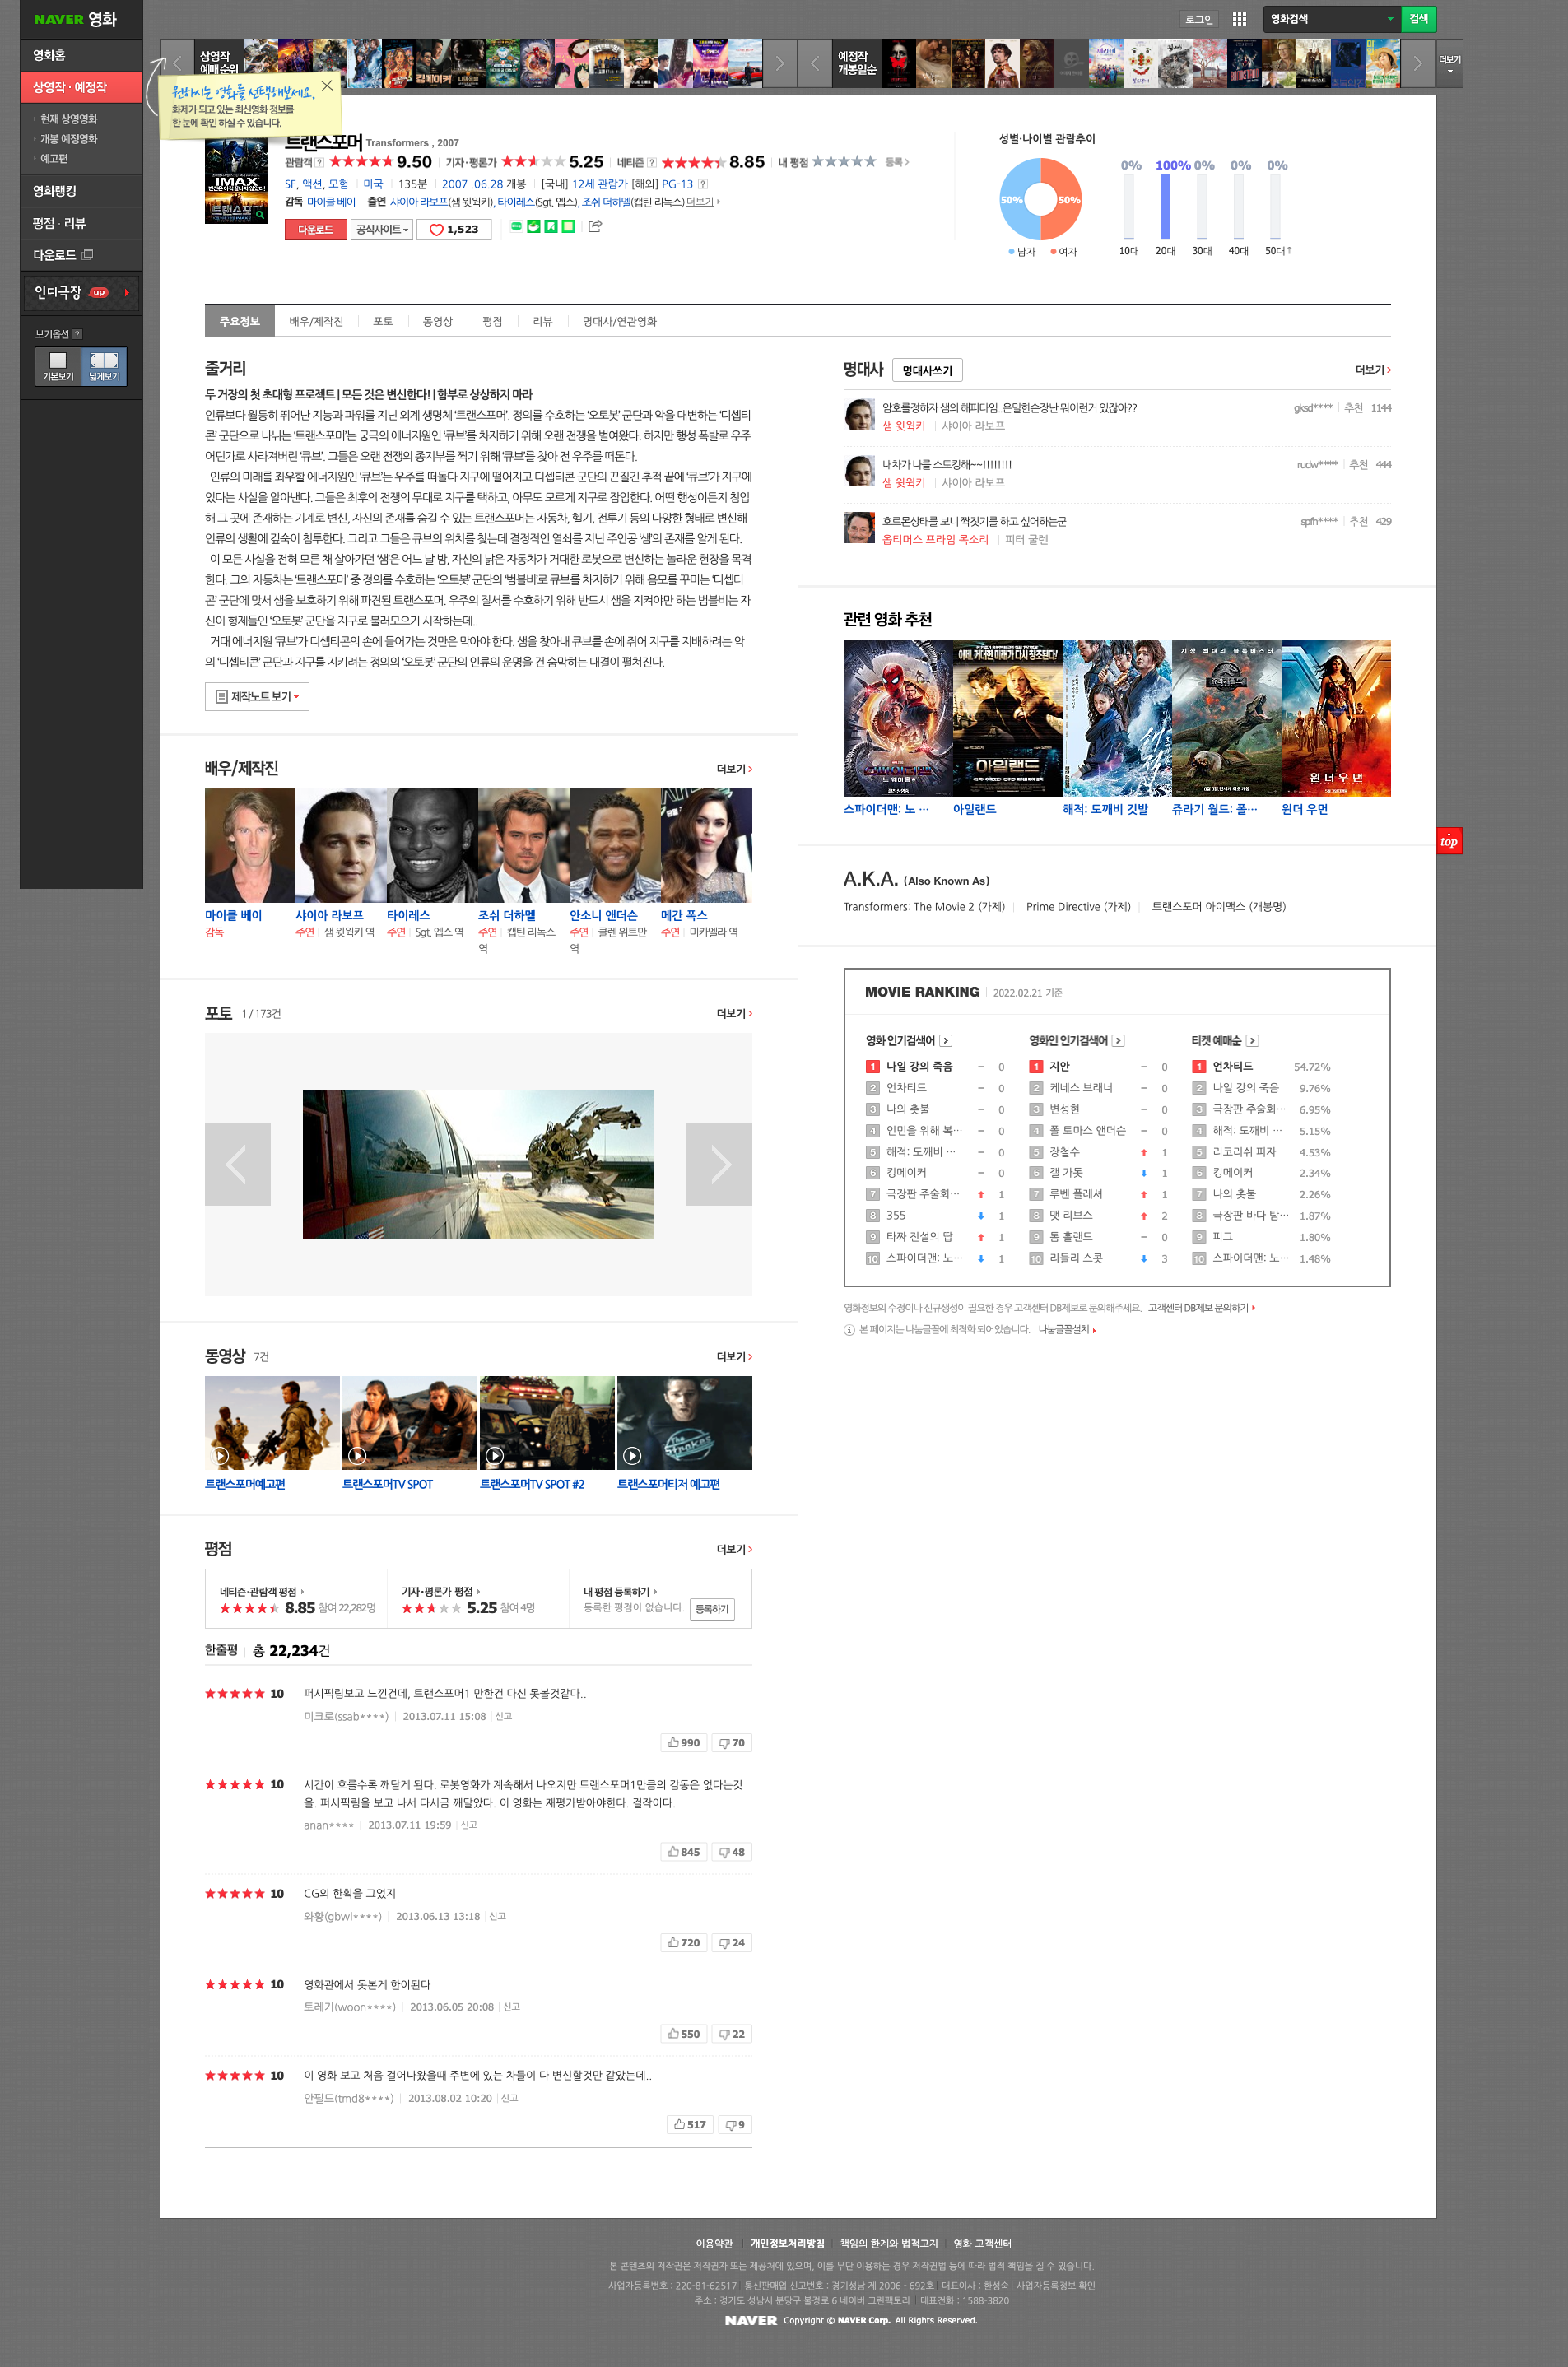 NAVER 영화
로그인
영화검색
검색
영화홈
상영작 · 예정작
현재 상영영화
개봉 예정영화
예고편
영화랭킹
평점 · 리뷰
다운로드
인디극장 up
보기옵션 ?
기본보기 넓게보기
상영작
예매순위
예정작
개봉일순
더보기
원하시는 영화를 선택해보세요.
화제가 되고 있는 최신영화 정보를
한 눈에 확인 하실 수 있습니다.
IMAX
트랜스포머 Transformers , 2007
관람객 ? 9.50 기자·평론가 5.25 네티즌 ? 8.85 내 평점 등록
SF, 액션, 모험 미국 135분 2007 .06.28 개봉 [국내] 12세 관람가 [해외] PG-13 ?
감독 마이클 베이 출연 샤이아 라보프(샘 윗윅키), 타이레스(Sgt. 엡스), 조쉬 더하멜(캡틴 리녹스) 더보기
다운로드 공식사이트 1,523
성별·나이별 관람추이
50% 50%
남자 여자
0% 100% 0% 0% 0%
10대 20대 30대 40대 50대↑
주요정보 배우/제작진 포토 동영상 평점 리뷰 명대사/연관영화
줄거리
두 거장의 첫 초대형 프로젝트 | 모든 것은 변신한다! | 함부로 상상하지 마라
인류보다 월등히 뛰어난 지능과 파워를 지닌 외계 생명체 ‘트랜스포머’. 정의를 수호하는 ‘오토봇’ 군단과 악을 대변하는 ‘디셉티
콘’ 군단으로 나뉘는 ‘트랜스포머’는 궁극의 에너지원인 ‘큐브’를 차지하기 위해 오랜 전쟁을 벌여왔다. 하지만 행성 폭발로 우주
어딘가로 사라져버린 ‘큐브’. 그들은 오랜 전쟁의 종지부를 찍기 위해 ‘큐브’를 찾아 전 우주를 떠돈다.
인류의 미래를 좌우할 에너지원인 ‘큐브’는 우주를 떠돌다 지구에 떨어지고 디셉티콘 군단의 끈질긴 추적 끝에 ‘큐브’가 지구에
있다는 사실을 알아낸다. 그들은 최후의 전쟁의 무대로 지구를 택하고, 아무도 모르게 지구로 잠입한다. 어떤 행성이든지 침입
해 그 곳에 존재하는 기계로 변신, 자신의 존재를 숨길 수 있는 트랜스포머는 자동차, 헬기, 전투기 등의 다양한 형태로 변신해
인류의 생활에 깊숙이 침투한다. 그리고 그들은 큐브의 위치를 찾는데 결정적인 열쇠를 지닌 주인공 ‘샘’의 존재를 알게 된다.
이 모든 사실을 전혀 모른 채 살아가던 ‘샘’은 어느 날 밤, 자신의 낡은 자동차가 거대한 로봇으로 변신하는 놀라운 현장을 목격
한다. 그의 자동차는 ‘트랜스포머’ 중 정의를 수호하는 ‘오토봇’ 군단의 ‘범블비’로 큐브를 차지하기 위해 음모를 꾸미는 ‘디셉티
콘’ 군단에 맞서 샘을 보호하기 위해 파견된 트랜스포머. 우주의 질서를 수호하기 위해 반드시 샘을 지켜야만 하는 범블비는 자
신이 형제들인 ‘오토봇’ 군단을 지구로 불러모으기 시작하는데..
거대 에너지원 ‘큐브’가 디셉티콘의 손에 들어가는 것만은 막아야 한다. 샘을 찾아내 큐브를 손에 쥐어 지구를 지배하려는 악
의 ‘디셉티콘’ 군단과 지구를 지키려는 정의의 ‘오토봇’ 군단의 인류의 운명을 건 숨막히는 대결이 펼쳐진다.
제작노트 보기
배우/제작진 더보기
마이클 베이 샤이아 라보프 타이레스 조쉬 더하멜 안소니 앤더슨 메간 폭스
감독 주연 샘 윗윅키 역 주연 Sgt. 엡스 역 주연 캡틴 리녹스 주연 글렌 위트만 주연 미카엘라 역
역 역
포토 1 / 173건 더보기
동영상 7건 더보기
The Strokes
트랜스포머예고편 트랜스포머TV SPOT 트랜스포머TV SPOT #2 트랜스포머티저 예고편
평점 더보기
네티즌·관람객 평점 기자·평론가 평점 내 평점 등록하기
8.85 참여 22,282명 5.25 참여 4명 등록한 평점이 없습니다. 등록하기
한줄평 총 22,234건
10 퍼시픽림보고 느낀건데, 트랜스포머1 만한건 다신 못볼것같다..
미크로(ssab****) 2013.07.11 15:08 신고
990 70
10 시간이 흐를수록 깨닫게 된다. 로봇영화가 계속해서 나오지만 트랜스포머1만큼의 감동은 없다는것
을. 퍼시픽림을 보고 나서 다시금 깨달았다. 이 영화는 재평가받아야한다. 걸작이다.
anan**** 2013.07.11 19:59 신고
845 48
10 CG의 한획을 그었지
와황(gbwl****) 2013.06.13 13:18 신고
720 24
10 영화관에서 못본게 한이된다
토레기(woon****) 2013.06.05 20:08 신고
550 22
10 이 영화 보고 처음 걸어나왔을때 주변에 있는 차들이 다 변신할것만 같았는데..
안필드(tmd8****) 2013.08.02 10:20 신고
517 9
명대사 명대사쓰기 더보기
암호를정하자 샘의 해피타임..은밀한손장난 뭐이런거 있잖아?? gksd**** 추천 1144
샘 윗윅키 샤이아 라보프
내차가 나를 스토킹해~~!!!!!!!! rudw**** 추천 444
샘 윗윅키 샤이아 라보프
호르몬상태를 보니 짝짓기를 하고 싶어하는군 spfh**** 추천 429
옵티머스 프라임 목소리 피터 쿨렌
관련 영화 추천
아일랜드
원더우먼
스파이더맨: 노 … 아일랜드 해적: 도깨비 깃발 쥬라기 월드: 폴… 원더 우먼
top
A.K.A. (Also Known As)
Transformers: The Movie 2 (가제) Prime Directive (가제) 트랜스포머 아이맥스 (개봉명)
MOVIE RANKING 2022.02.21 기준
영화 인기검색어 영화인 인기검색어 티켓 예매순
1 나일 강의 죽음 0 1 지안 0 1 언차티드 54.72%
2 언차티드 0 2 케네스 브래너 0 2 나일 강의 죽음 9.76%
3 나의 촛불 0 3 변성현 0 3 극장판 주술회… 6.95%
4 인민을 위해 복… 0 4 폴 토마스 앤더슨 0 4 해적: 도깨비 … 5.15%
5 해적: 도깨비 … 0 5 장철수 1 5 리코리쉬 피자 4.53%
6 킹메이커 0 6 갤 가돗 1 6 킹메이커 2.34%
7 극장판 주술회… 1 7 루벤 플레셔 1 7 나의 촛불 2.26%
8 355 1 8 맷 리브스 2 8 극장판 바다 탐… 1.87%
9 타짜 전설의 땁 1 9 톰 홀랜드 0 9 피그 1.80%
10 스파이더맨: 노… 1 10 리들리 스콧 3 10 스파이더맨: 노… 1.48%
영화정보의 수정이나 신규생성이 필요한 경우 고객센터 DB제보로 문의해주세요. 고객센터 DB제보 문의하기
본 페이지는 나눔글꼴에 최적화 되어있습니다. 나눔글꼴설치
이용약관 개인정보처리방침 책임의 한계와 법적고지 영화 고객센터
본 콘텐츠의 저작권은 저작권자 또는 제공처에 있으며, 이를 무단 이용하는 경우 저작권법 등에 따라 법적 책임을 질 수 있습니다.
사업자등록번호 : 220-81-62517 통신판매업 신고번호 : 경기성남 제 2006 - 692호 대표이사 : 한성숙 사업자등록정보 확인
주소 : 경기도 성남시 분당구 불정로 6 네이버 그린팩토리 대표전화 : 1588-3820
NAVER Copyright © NAVER Corp. All Rights Reserved.